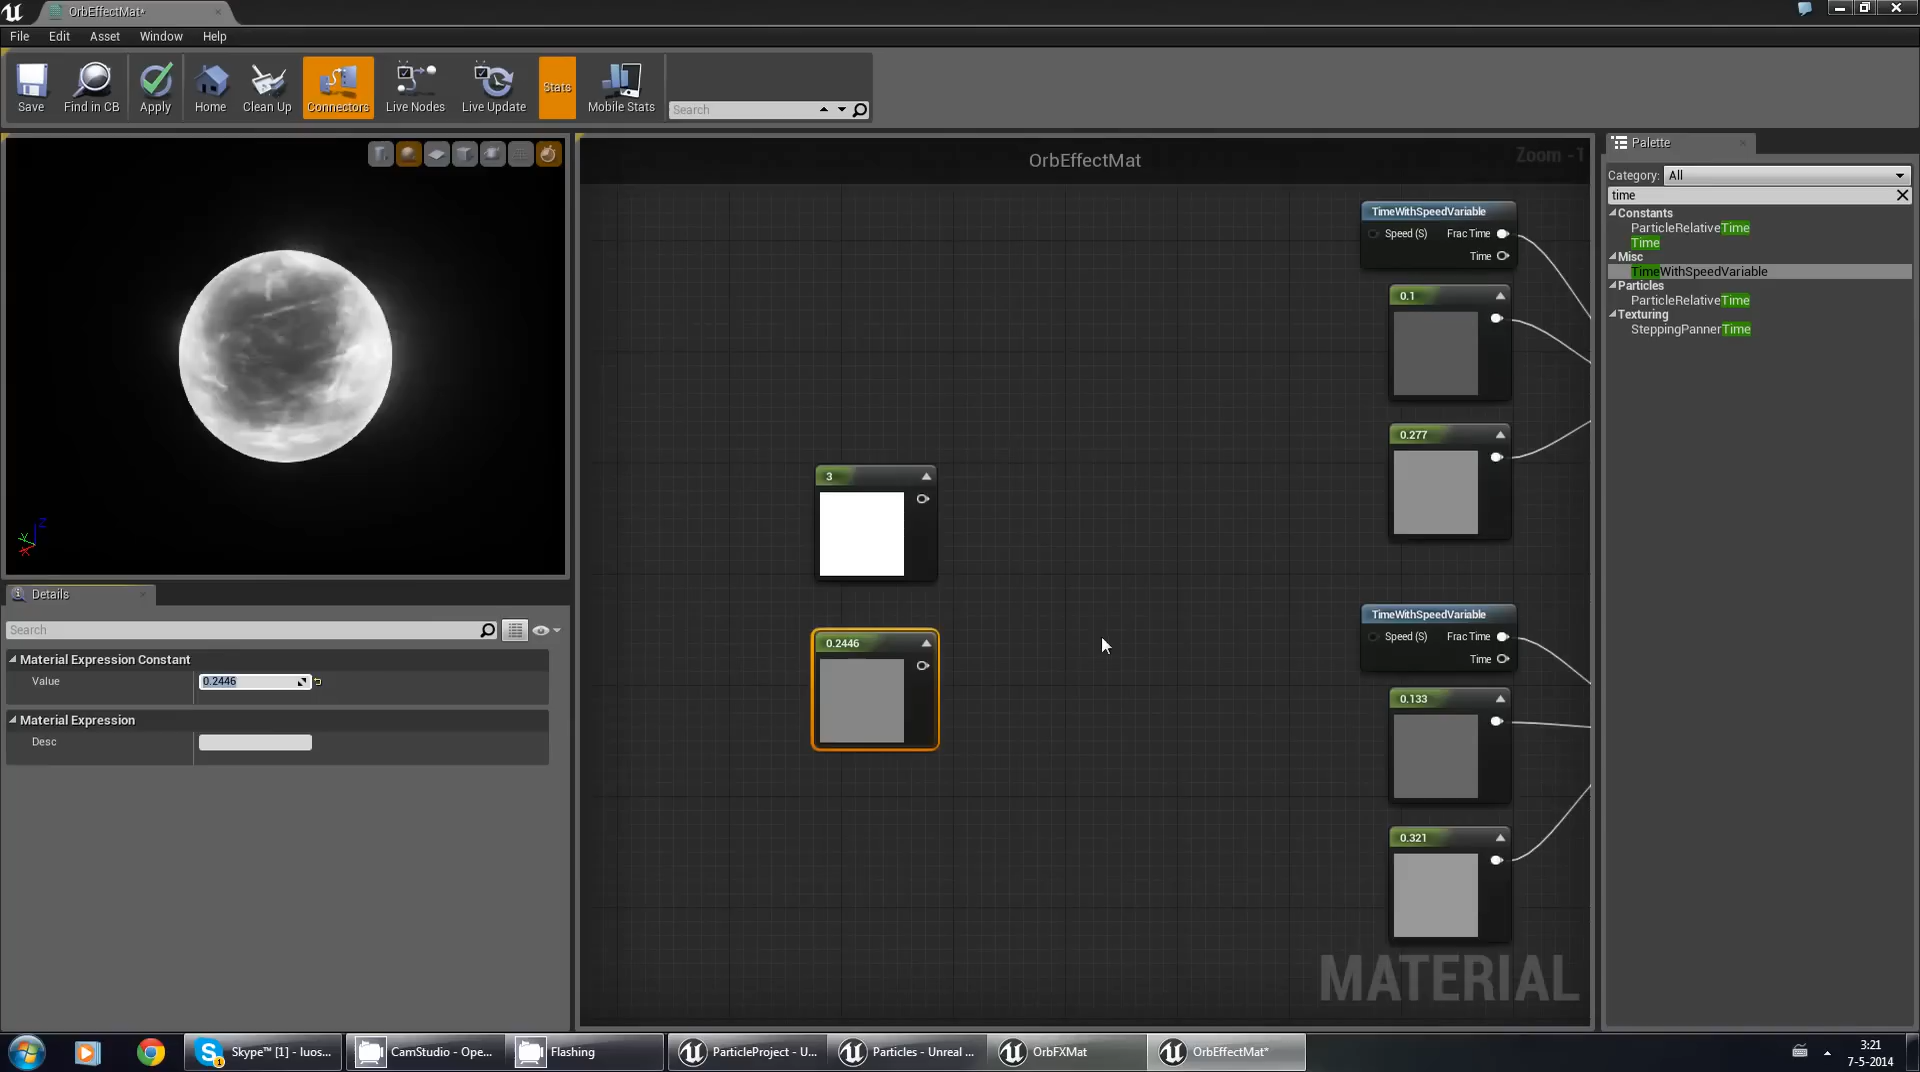 OrbEffectMat*
File Edit Asset Window Help
Save Find in CB Apply Home Clean Up Connectors Live Nodes Live Update Stats Mobile Stats
Search
OrbEffectMat
Zoom -1
Palette
Category: All
time
Constants
ParticleRelativeTime
Time
Misc
TimeWithSpeedVariable
Particles
ParticleRelativeTime
Texturing
SteppingPannerTime
TimeWithSpeedVariable
Speed (S) Frac Time
Time
0.1
0.277
3
0.2446
TimeWithSpeedVariable
Speed (S) Frac Time
Time
0.133
0.321
MATERIAL
Z
Y
X
Details
Search
Material Expression Constant
Value 0.2446
Material Expression
Desc
Skype™ [1] - luos...
CamStudio - Ope...
Flashing
ParticleProject - U...
Particles - Unreal ...
OrbFXMat
OrbEffectMat*
3:21
7-5-2014